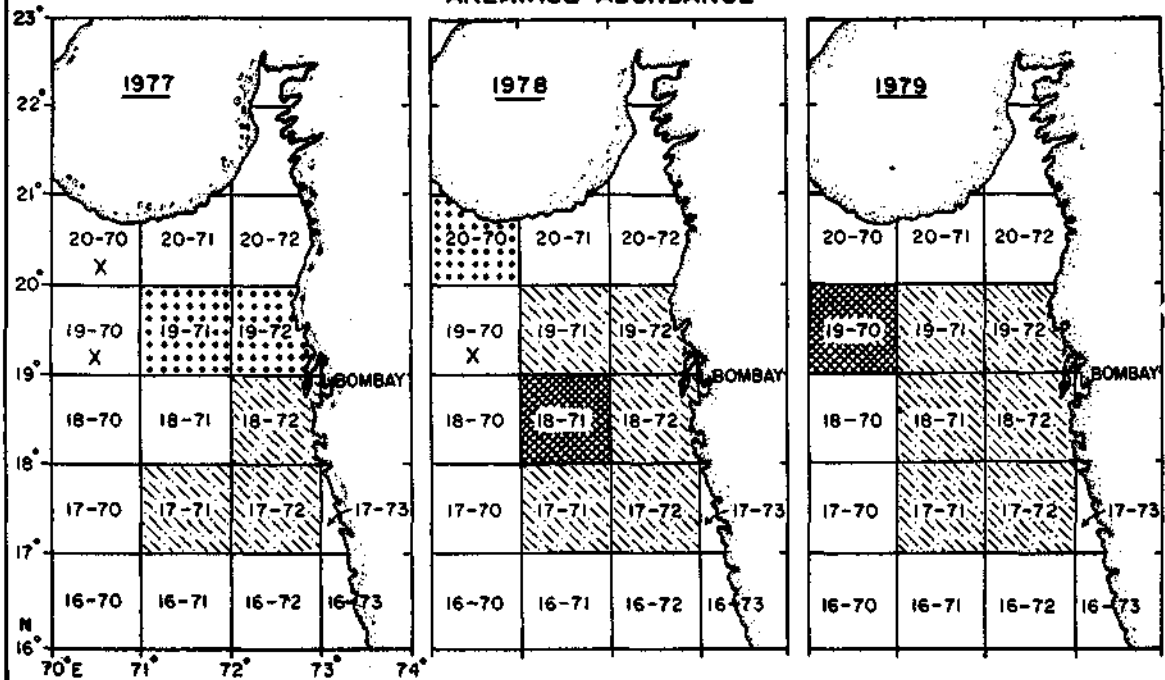 AREAWISE ABUNDANCE
23°
1977
1978
1979
22°
21°
20-70 20-71 20-72
20-70 20-71 20-72
20-70 20-71 20-72
X
20°
19-70 19-71 19-72
19-70 19-71 19-72
19-70 19-71 19-72
X
X
19°
BOMBAY
BOMBAY
BOMBAY
18-70 18-71 18-72
18-70 18-71 18-72
18-70 18-71 18-72
18°
17-70 17-71 17-72 17-73
17-70 17-71 17-72 17-73
17-70 17-71 17-72 17-73
17°
16-70 16-71 16-72 16-73
16-70 16-71 16-72 16-73
16-70 16-71 16-72 16-73
N
16°
70°E 71° 72° 73° 74°